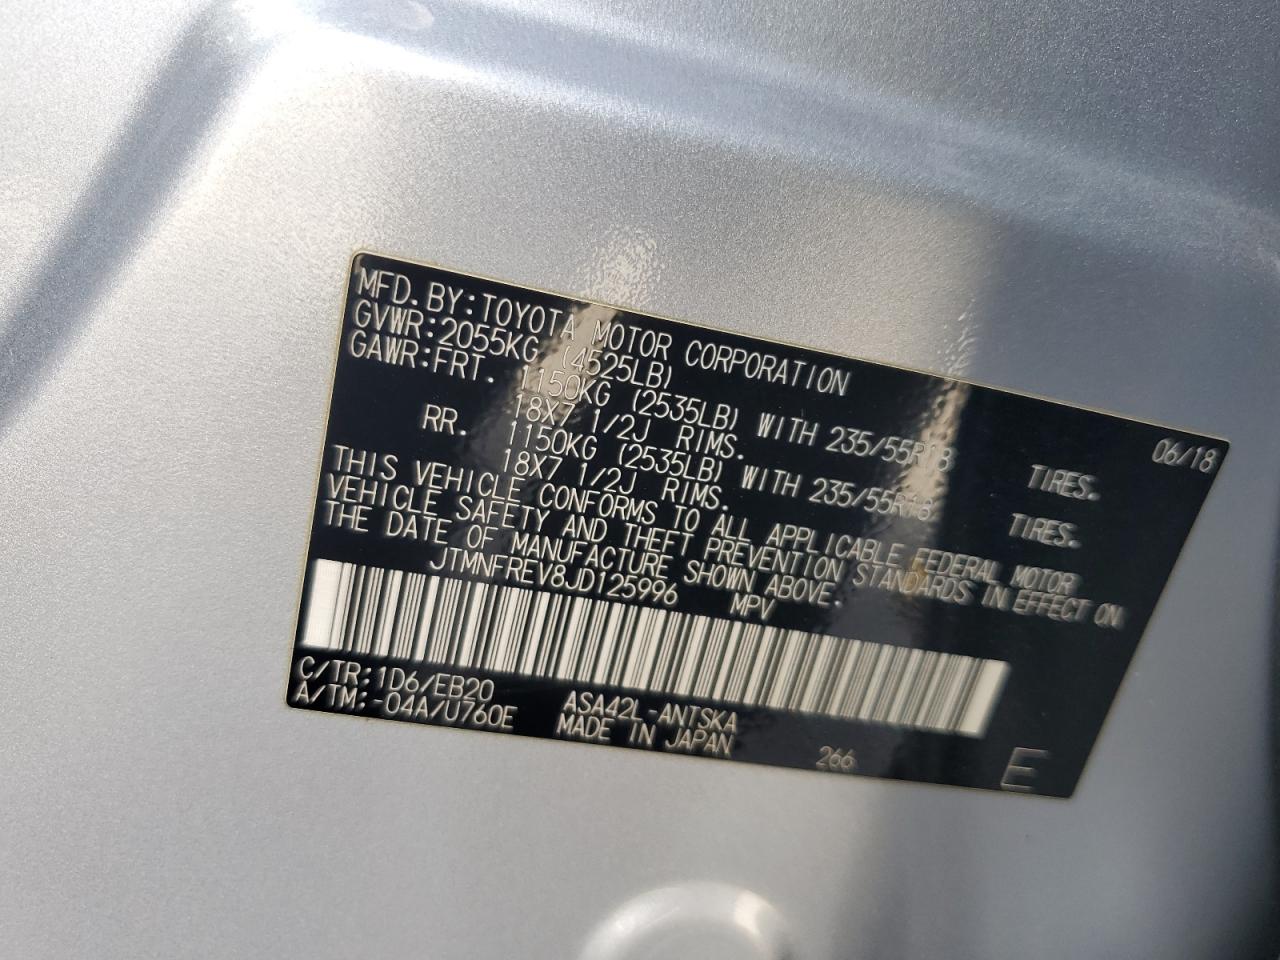 MFD. BY: TOYOTA MOTOR CORPORATION 06/18
GVWR: 2055KG (4525LB)
GAWR: FRT. 1150KG (2535LB) WITH 235/55R18 TIRES.
18X7 1/2J RIMS.
RR. 1150KG (2535LB) WITH 235/55R18 TIRES.
18X7 1/2J RIMS.
THIS VEHICLE CONFORMS TO ALL APPLICABLE FEDERAL MOTOR
VEHICLE SAFETY AND THEFT PREVENTION STANDARDS IN EFFECT ON
THE DATE OF MANUFACTURE SHOWN ABOVE.
JTMNFREV8JD125996 MPV
C/TR: 1D6/EB20 ASA42L-ANTSKA
A/TM: -04A/U760E MADE IN JAPAN 266 E